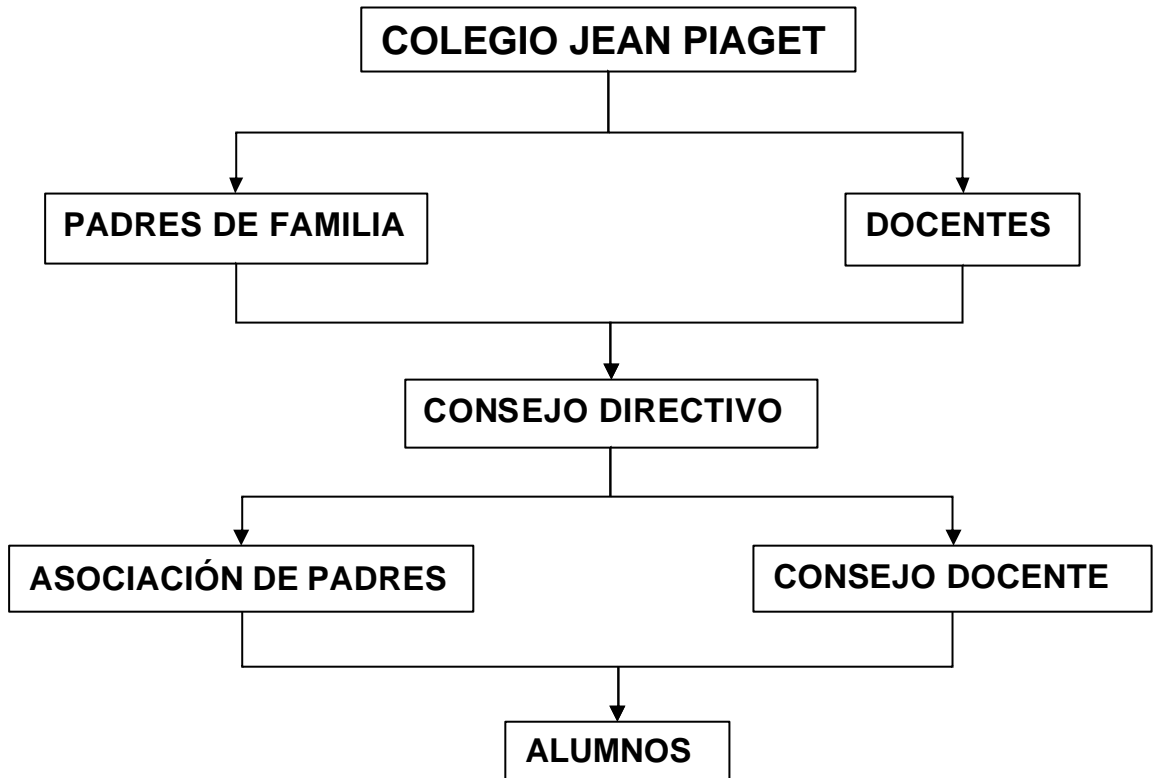 COLEGIO JEAN PIAGET
PADRES DE FAMILIA
DOCENTES
CONSEJO DIRECTIVO
ASOCIACIÓN DE PADRES
CONSEJO DOCENTE
ALUMNOS